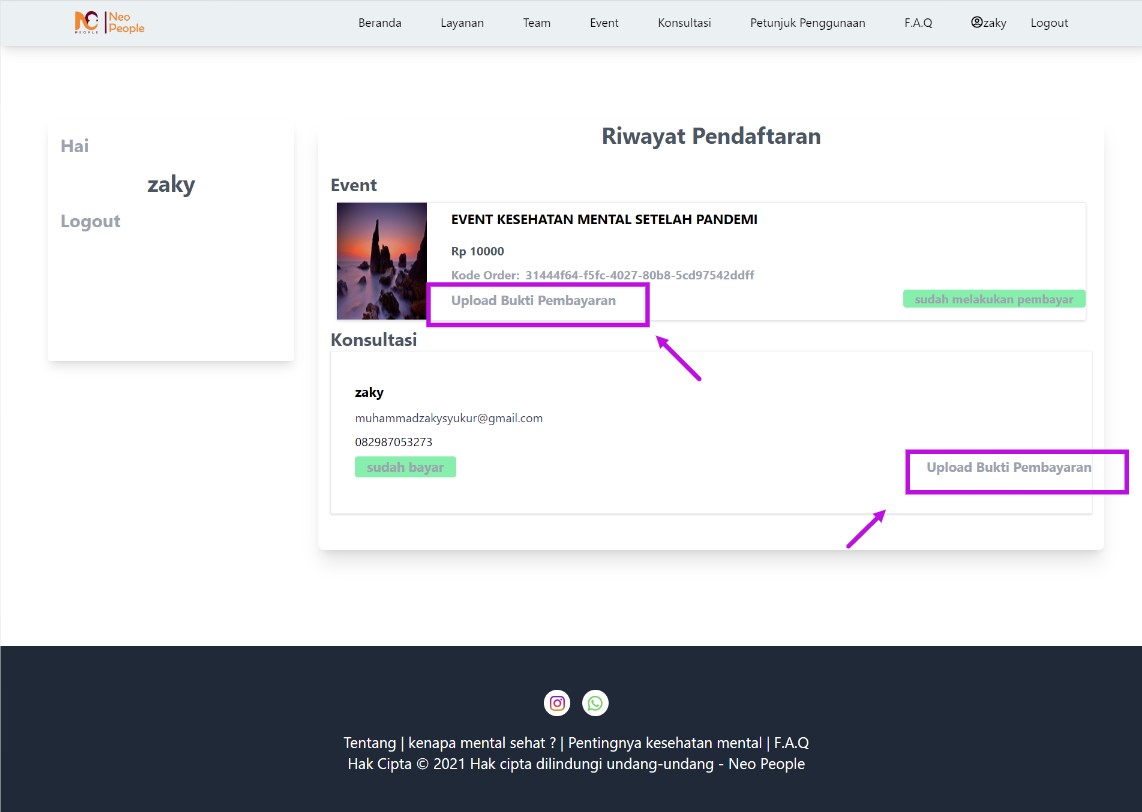 NC PEOPLE Neo People
Beranda Layanan Team Event Konsultasi Petunjuk Penggunaan F.A.Q zaky Logout
Hai
zaky
Logout
Riwayat Pendaftaran
Event
EVENT KESEHATAN MENTAL SETELAH PANDEMI
Rp 10000
Kode Order: 31444f64-f5fc-4027-80b8-5cd97542ddff
Upload Bukti Pembayaran
sudah melakukan pembayar
Konsultasi
zaky
muhammadzakysyukur@gmail.com
082987053273
sudah bayar
Upload Bukti Pembayaran
Tentang | kenapa mental sehat ? | Pentingnya kesehatan mental | F.A.Q
Hak Cipta © 2021 Hak cipta dilindungi undang-undang - Neo People